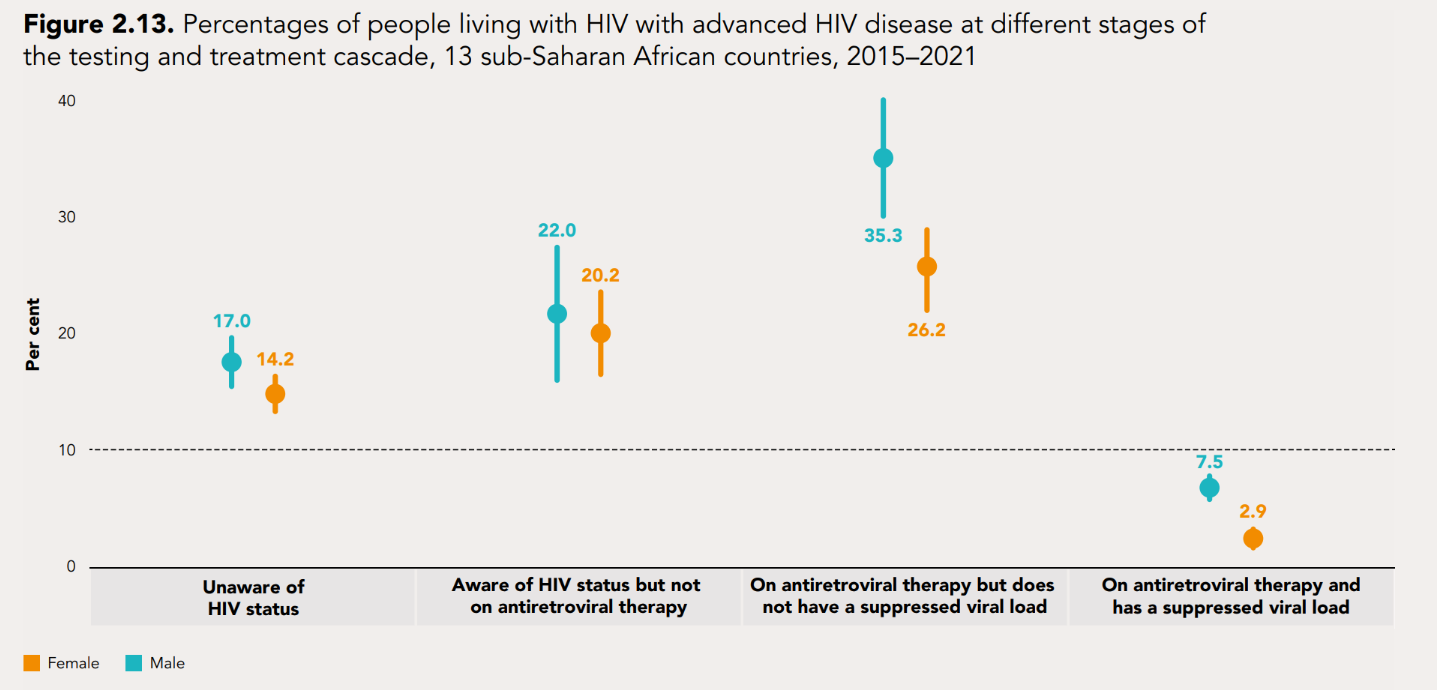 Figure 2.13. Percentages of people living with HIV with advanced HIV disease at different stages of
the testing and treatment cascade, 13 sub-Saharan African countries, 2015–2021
40
30
20
10
0
Per cent
17.0
14.2
22.0
20.2
35.3
26.2
7.5
2.9
Unaware of
HIV status
Aware of HIV status but not
on antiretroviral therapy
On antiretroviral therapy but does
not have a suppressed viral load
On antiretroviral therapy and
has a suppressed viral load
Female
Male